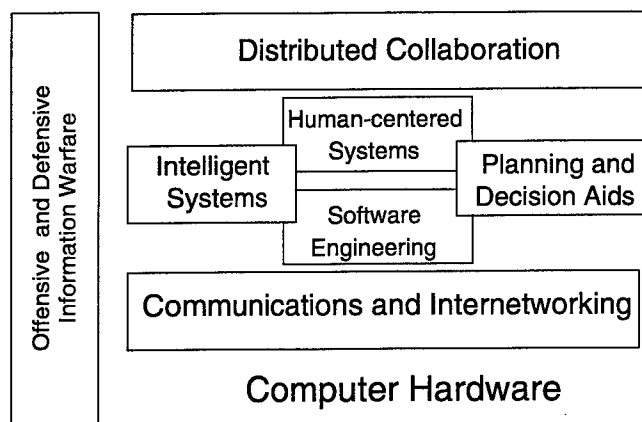 Offensive and Defensive
Information Warfare
Distributed Collaboration
Human-centered
Systems
Intelligent
Systems
Planning and
Decision Aids
Software
Engineering
Communications and Internetworking
Computer Hardware